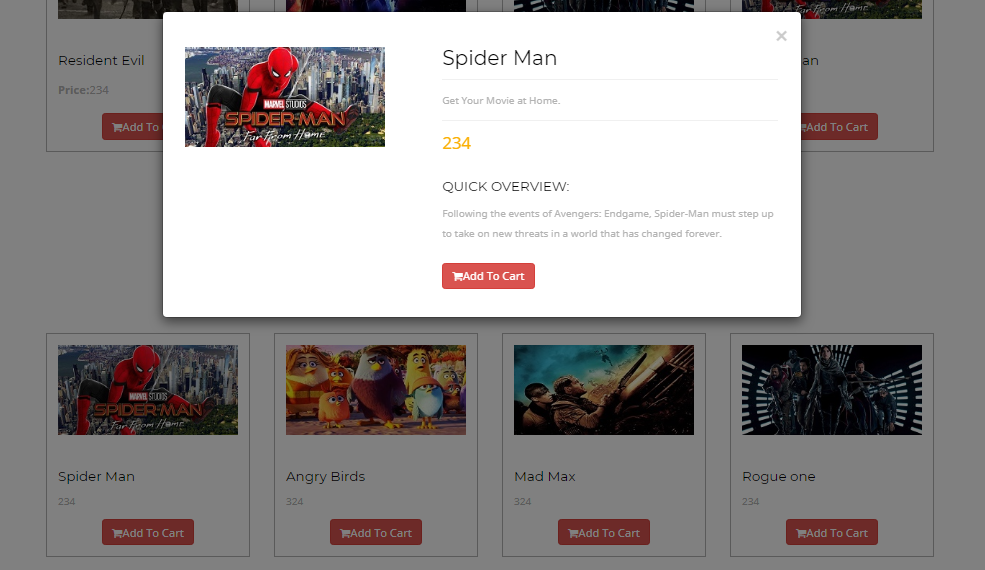 Far From Home
Resident Evil
an
Price:234
Add To
Add To Cart
×
MARVEL STUDIOS
SPIDER-MAN
Far From Home
Spider Man
Get Your Movie at Home.
234
QUICK OVERVIEW:
Following the events of Avengers: Endgame, Spider-Man must step up
to take on new threats in a world that has changed forever.
Add To Cart
MARVEL STUDIOS
SPIDER-MAN
Far From Home
Spider Man
234
Add To Cart
Angry Birds
324
Add To Cart
Mad Max
324
Add To Cart
Rogue one
234
Add To Cart